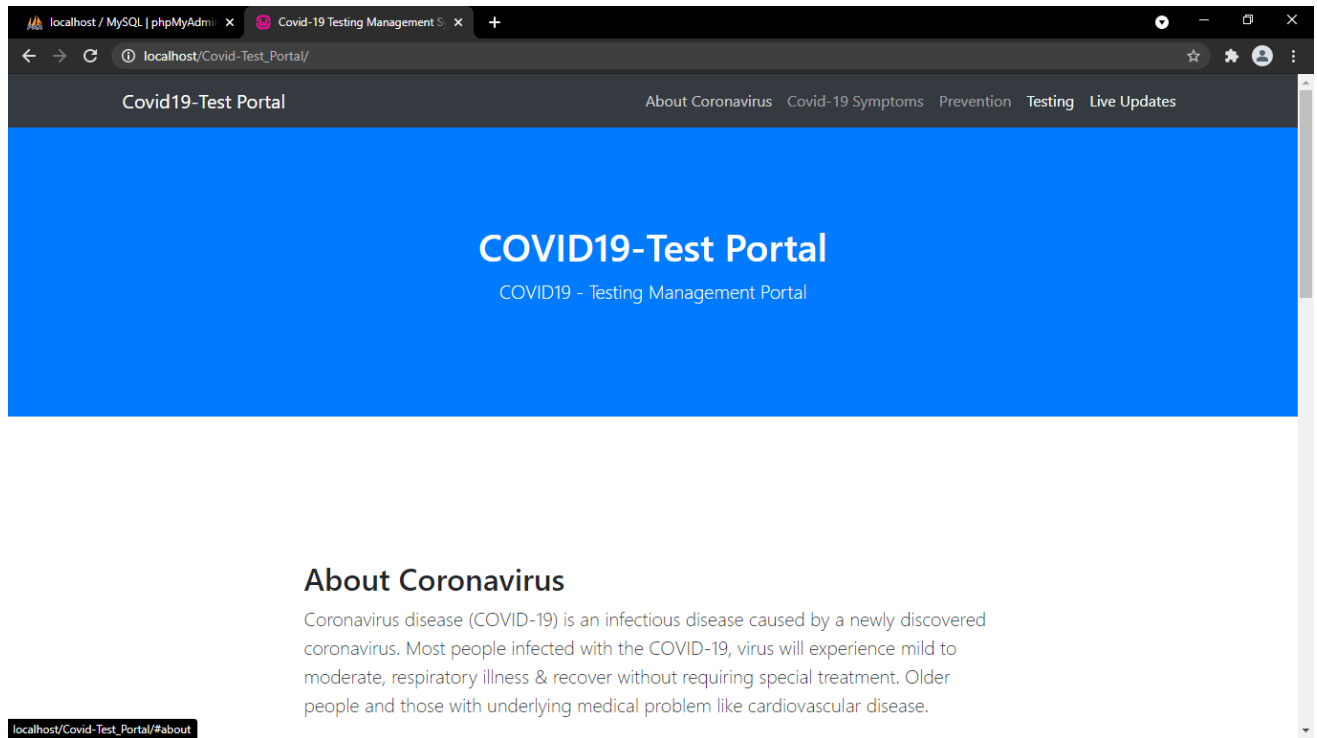 localhost / MySQL | phpMyAdmin
Covid-19 Testing Management Sy
localhost/Covid-Test_Portal/
Covid19-Test Portal
About Coronavirus Covid-19 Symptoms Prevention Testing Live Updates
COVID19-Test Portal
COVID19 - Testing Management Portal
About Coronavirus
Coronavirus disease (COVID-19) is an infectious disease caused by a newly discovered
coronavirus. Most people infected with the COVID-19, virus will experience mild to
moderate, respiratory illness & recover without requiring special treatment. Older
people and those with underlying medical problem like cardiovascular disease.
localhost/Covid-Test_Portal/#about